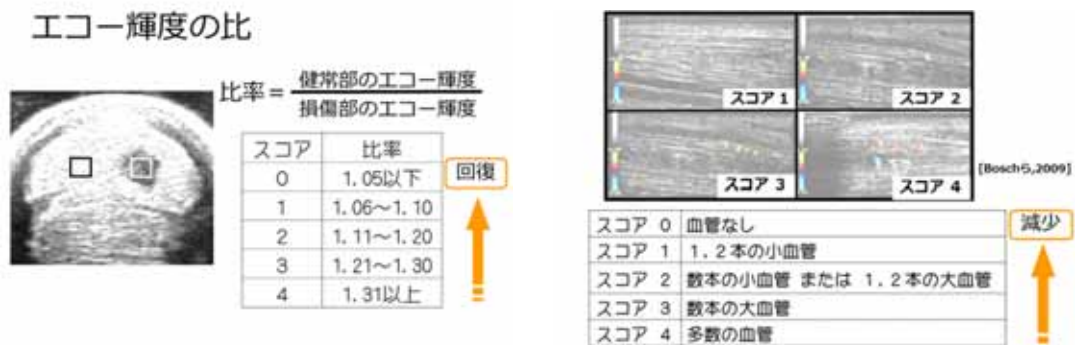 エコー輝度の比
比率 = 健常部のエコー輝度
損傷部のエコー輝度
スコア 比率
0 1.05以下
1 1.06～1.10
2 1.11～1.20
3 1.21～1.30
4 1.31以上
回復
スコア 1
スコア 2
スコア 3
スコア 4
[Boschら,2009]
スコア 0 血管なし
スコア 1 1.2本の小血管
スコア 2 数本の小血管 または 1.2本の大血管
スコア 3 数本の大血管
スコア 4 多数の血管
減少